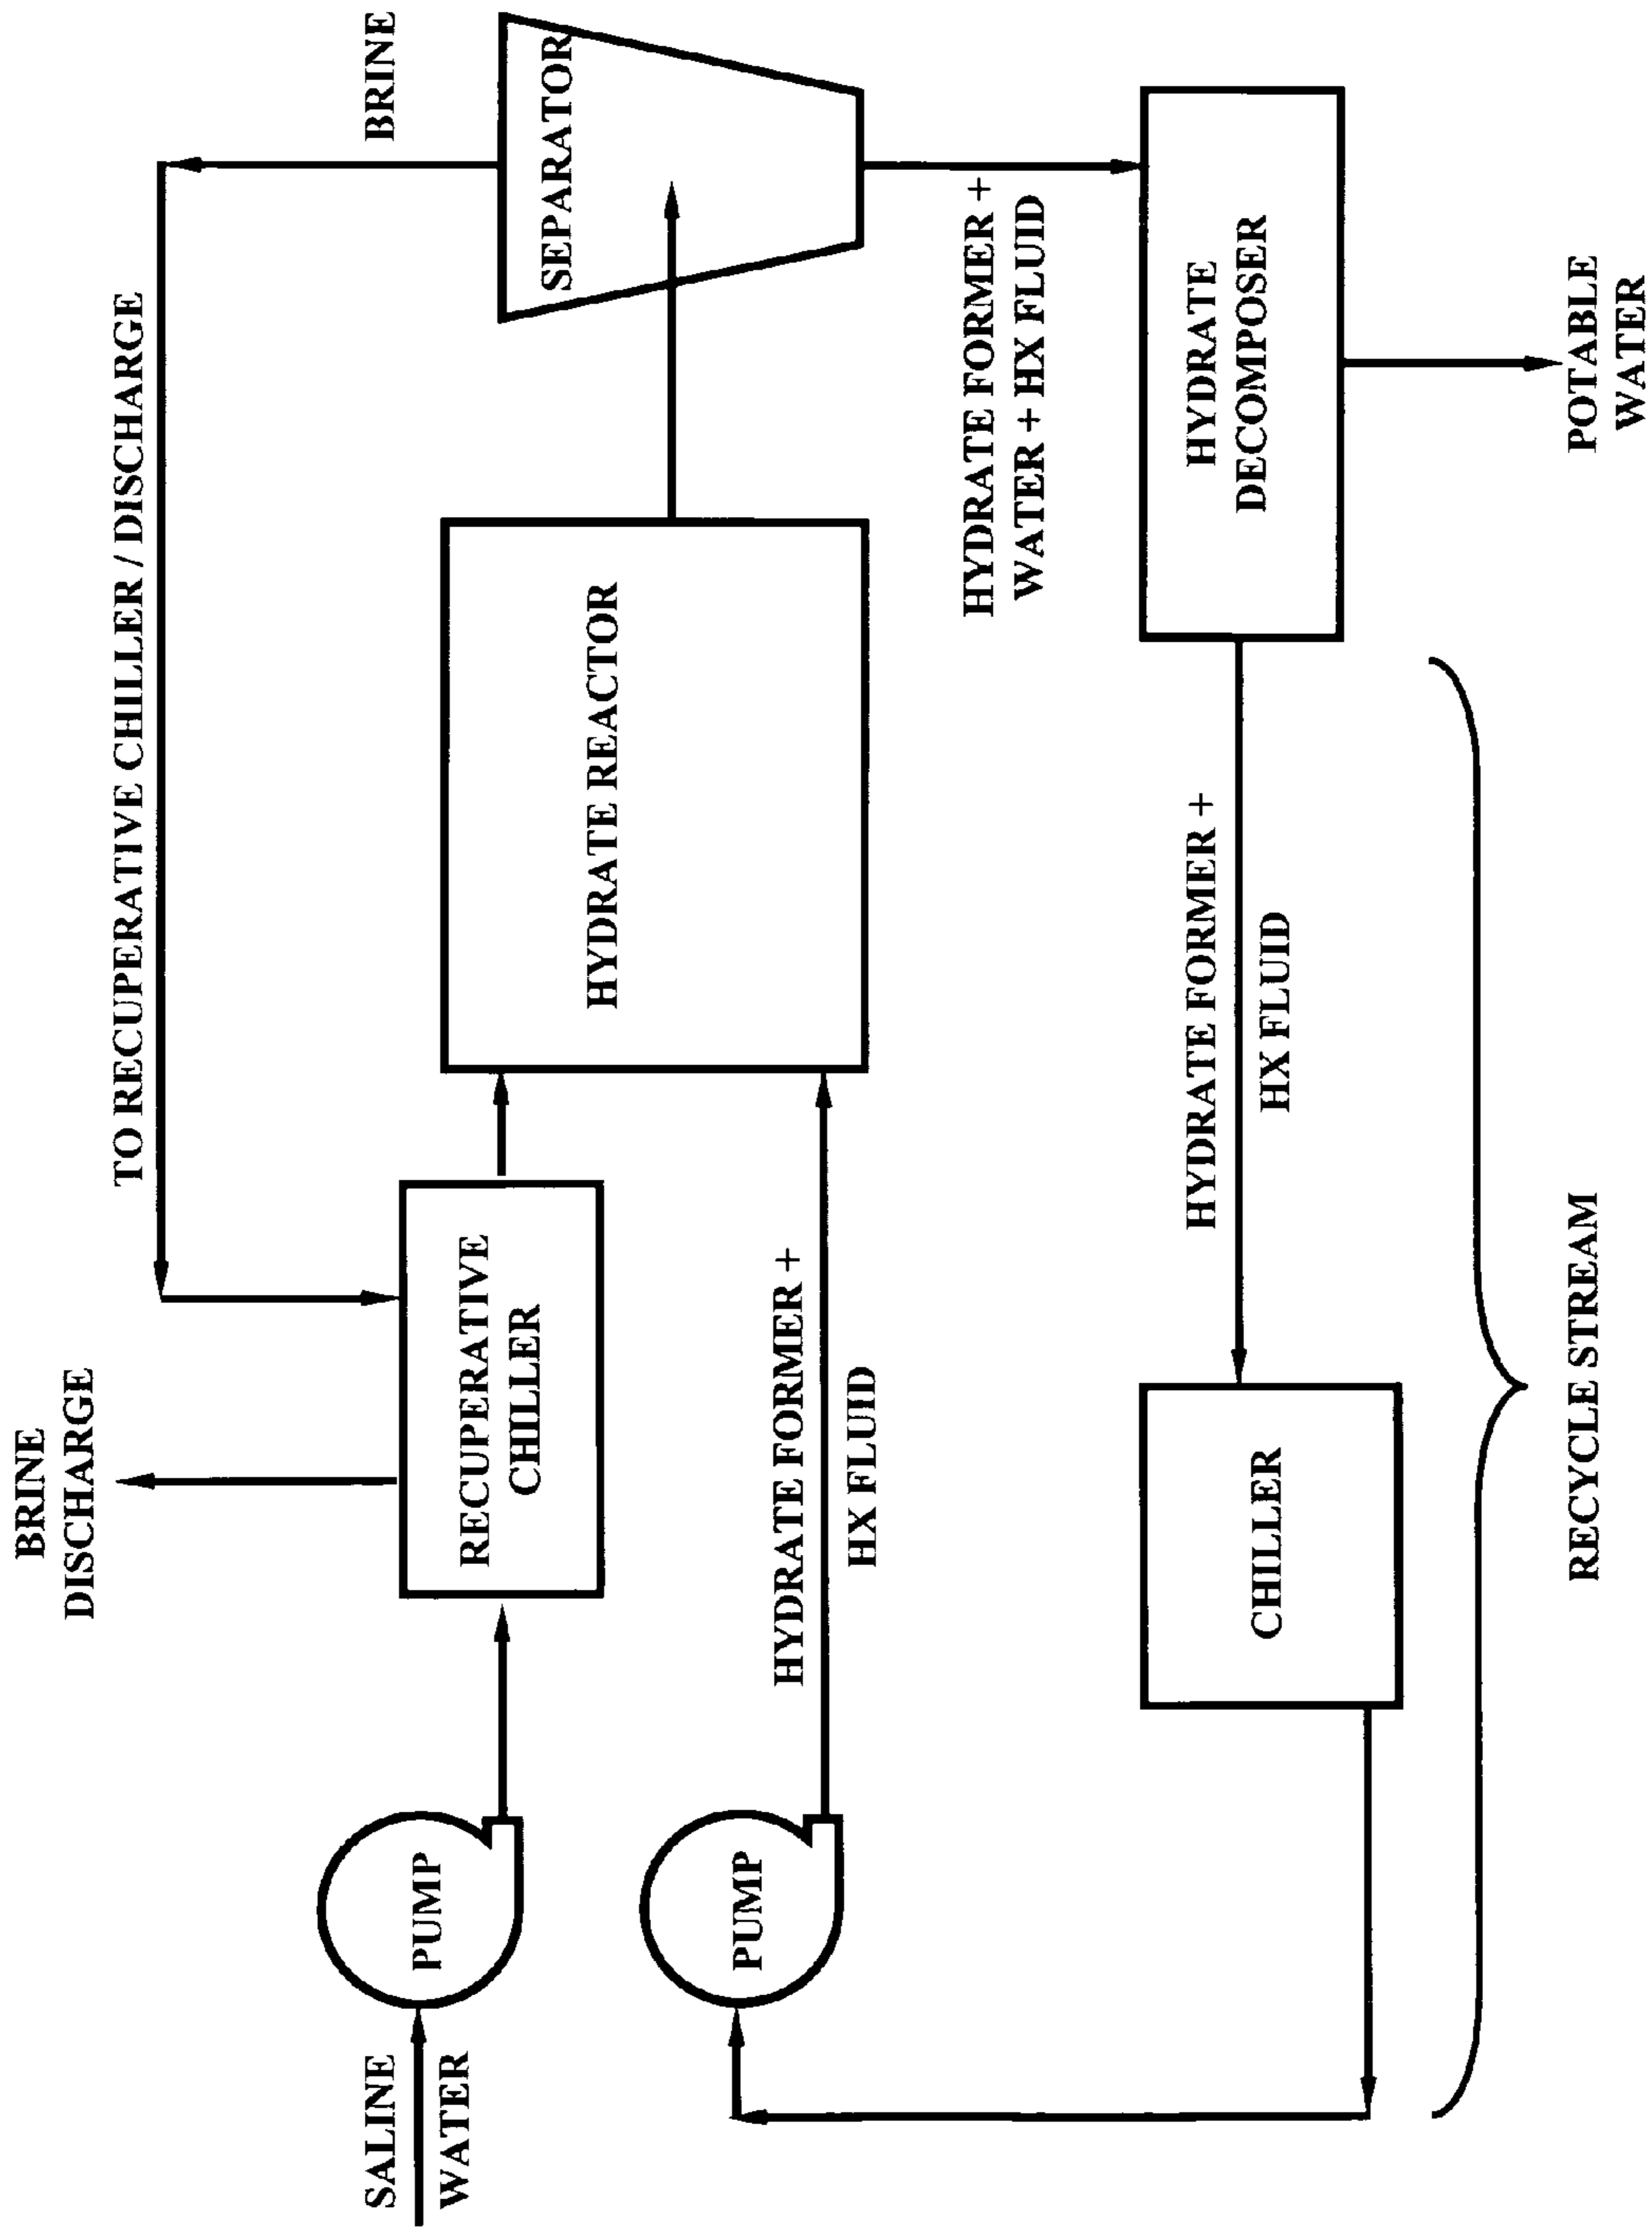 BRINE
DISCHARGE
TO RECUPERATIVE CHILLER / DISCHARGE
BRINE
SALINE
WATER
PUMP
RECUPERATIVE
CHILLER
HYDRATE REACTOR
SEPARATOR
PUMP
HYDRATE FORMER +
HX FLUID
HYDRATE FORMER +
WATER + HX FLUID
CHILLER
HYDRATE FORMER +
HX FLUID
HYDRATE
DECOMPOSER
RECYCLE STREAM
POTABLE
WATER